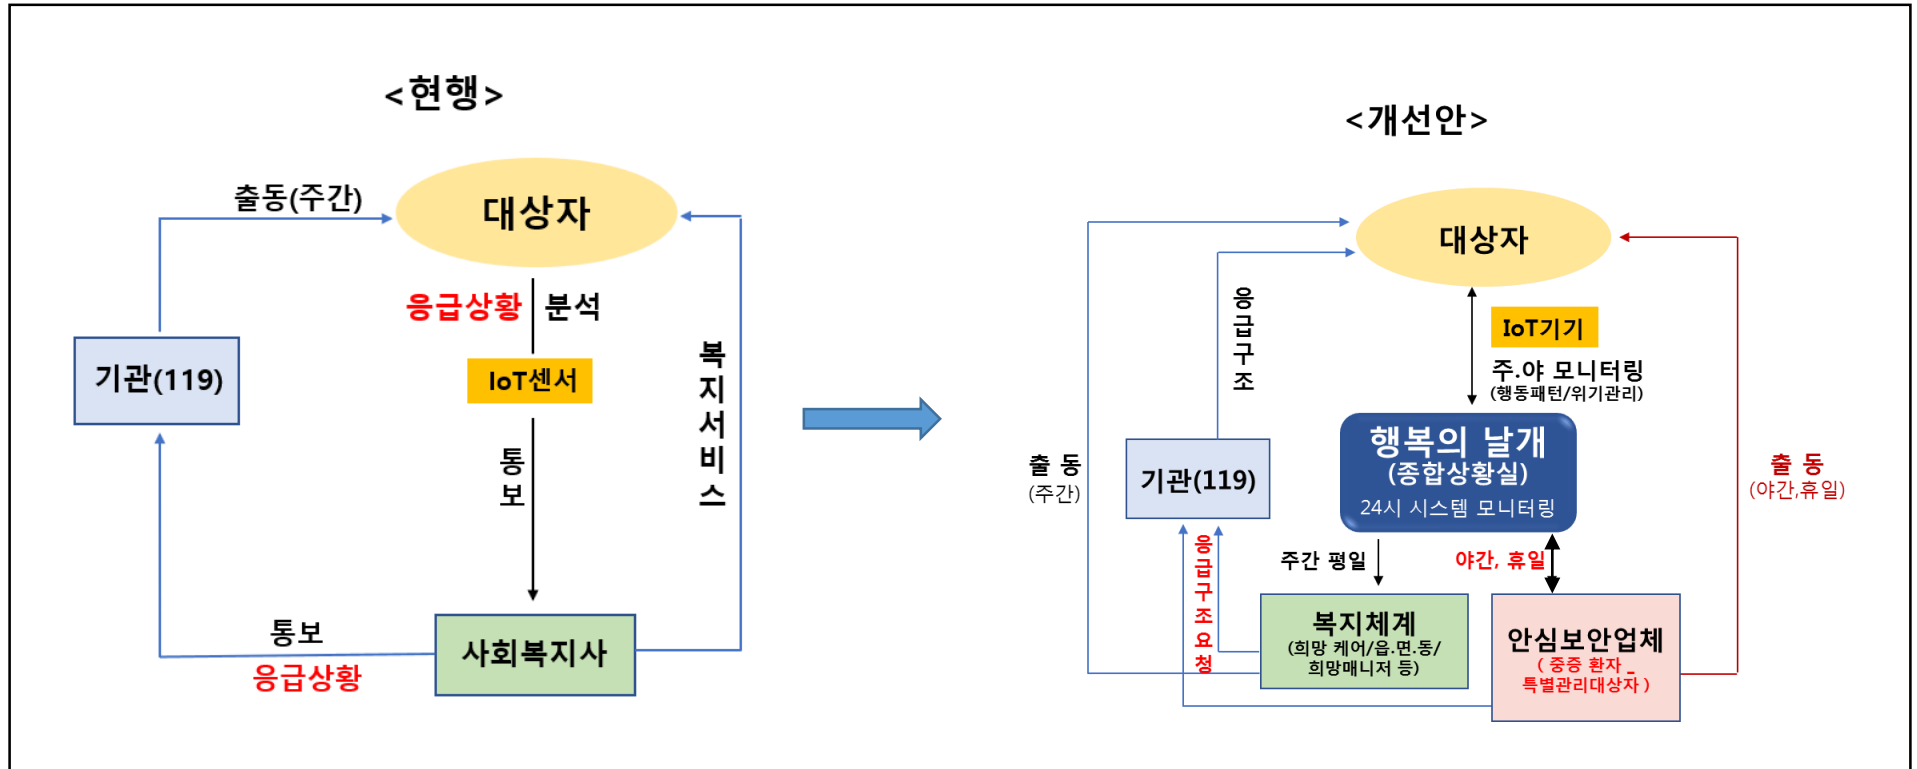 <현행>
출동(주간)
대상자
응급상황
분석
기관(119)
IoT센서
복지서비스
통보
통보
응급상황
사회복지사
<개선안>
대상자
응급구조
IoT기기
주.야 모니터링
(행동패턴/위기관리)
행복의 날개
(종합상황실)
24시 시스템 모니터링
출 동
(주간)
기관(119)
출 동
(야간,휴일)
응급구조요청
주간 평일
야간, 휴일
복지체계
(희망 케어/읍.면.동/
희망매니저 등)
안심보안업체
( 중증 환자 _
특별관리대상자 )